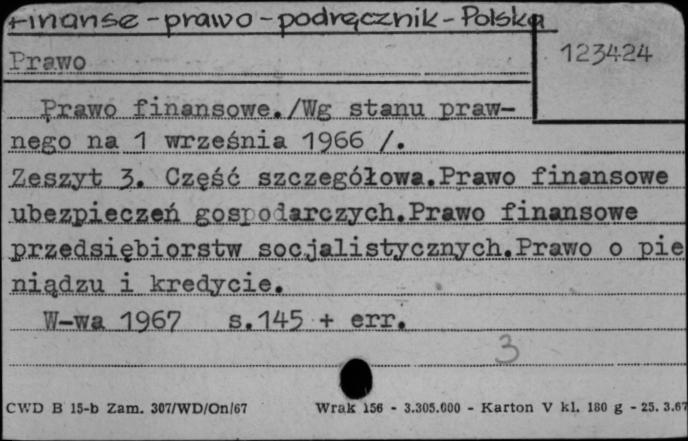 Finanse - prawo - podręcznik - Polska
123424
Prawo
Prawo finansowe./Wg stanu praw-
nego na 1 września 1966 /.
Zeszyt 3. Część szczegółowa.Prawo finansowe
ubezpieczeń gospodarczych.Prawo finansowe
przedsiębiorstw socjalistycznych.Prawo o pie
niądzu i kredycie.
W-wa 1967 s.145 + err.
3
CWD B 15-b Zam. 307/WD/On/67 Wrak 156 - 3.305.000 - Karton V kl. 180 g - 25. 3.67